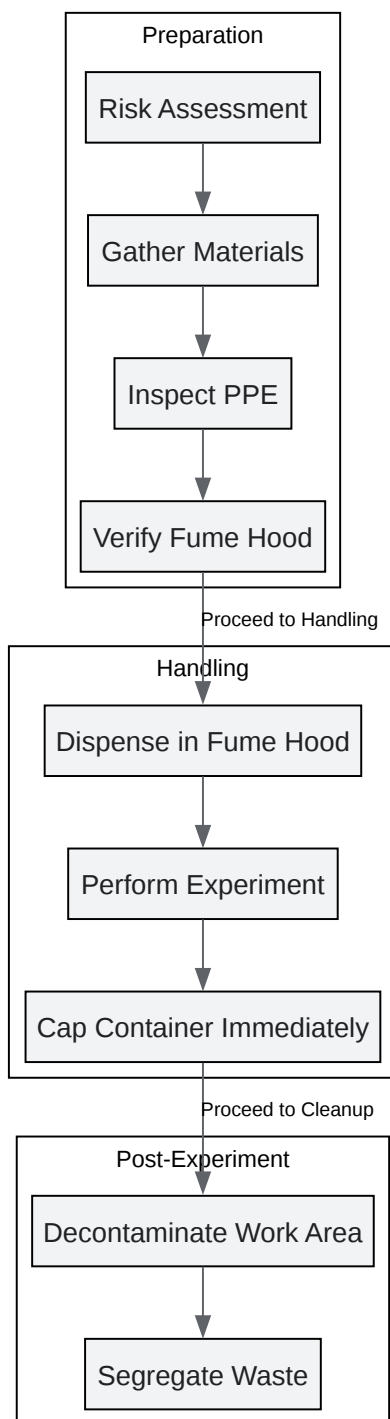 Preparation
Risk Assessment
Gather Materials
Inspect PPE
Verify Fume Hood
Proceed to Handling
Handling
Dispense in Fume Hood
Perform Experiment
Cap Container Immediately
Proceed to Cleanup
Post-Experiment
Decontaminate Work Area
Segregate Waste